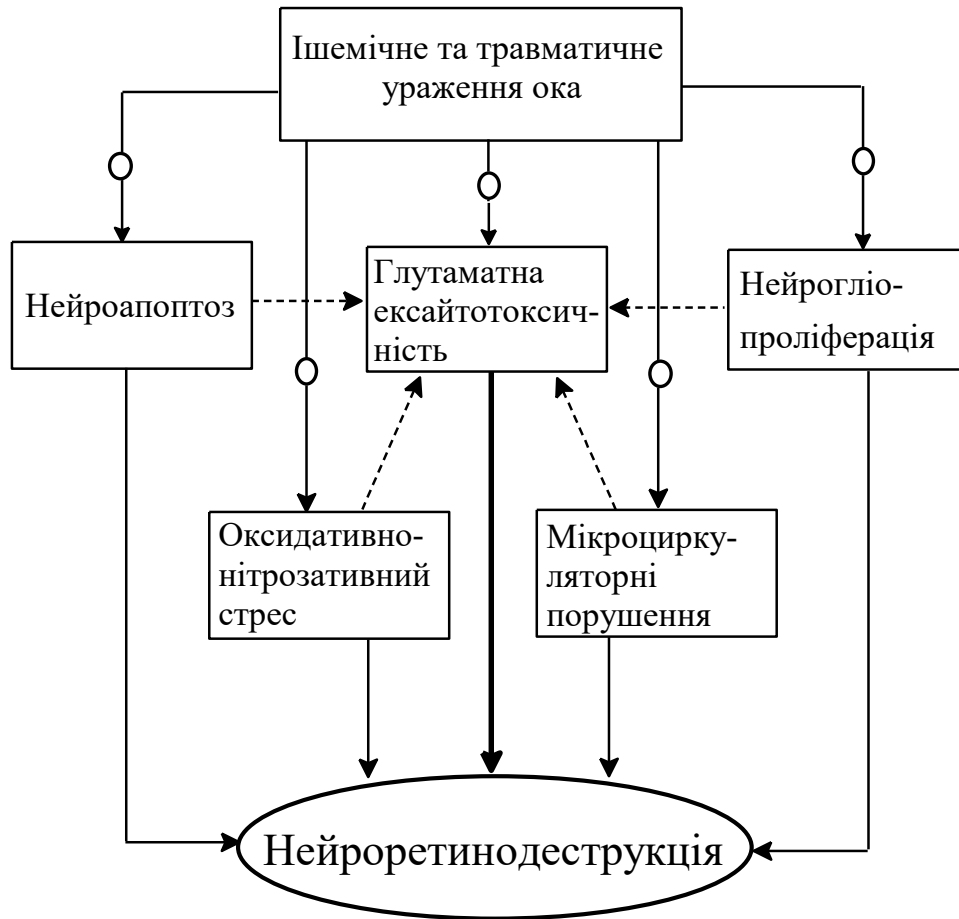 Ішемічне та травматичне
ураження ока
Нейроапоптоз
Глутаматна
ексайтотоксич-
ність
Нейрогліо-
проліферація
Оксидативно-
нітрозативний
стрес
Мікроцирку-
ляторні
порушення
Нейроретинодеструкція